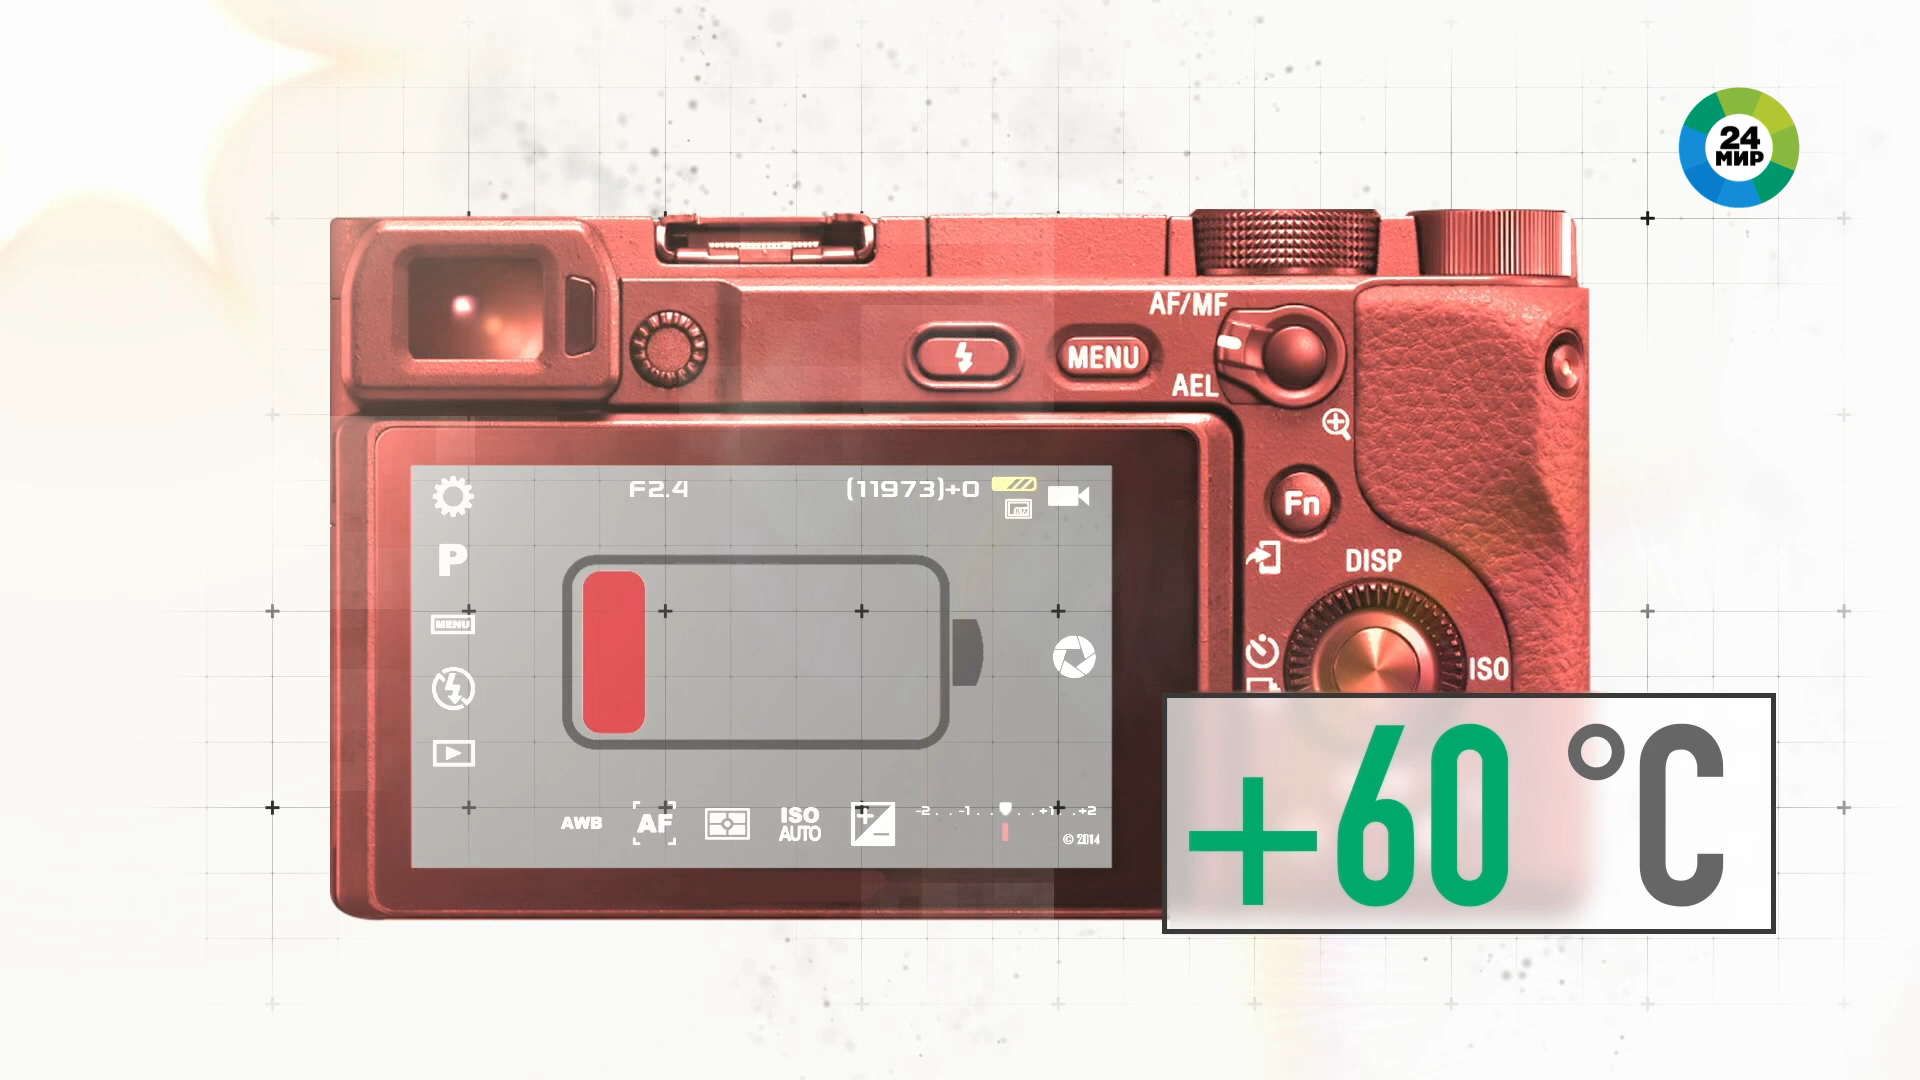 24
МИР
AF/MF
MENU
AEL
F2.4
(11973)+0
Fn
P
DISP
MENU
ISO
+60 °C
AWB
AF
ISO
AUTO
-2. . -1. . . . +1. . +2
© 2014